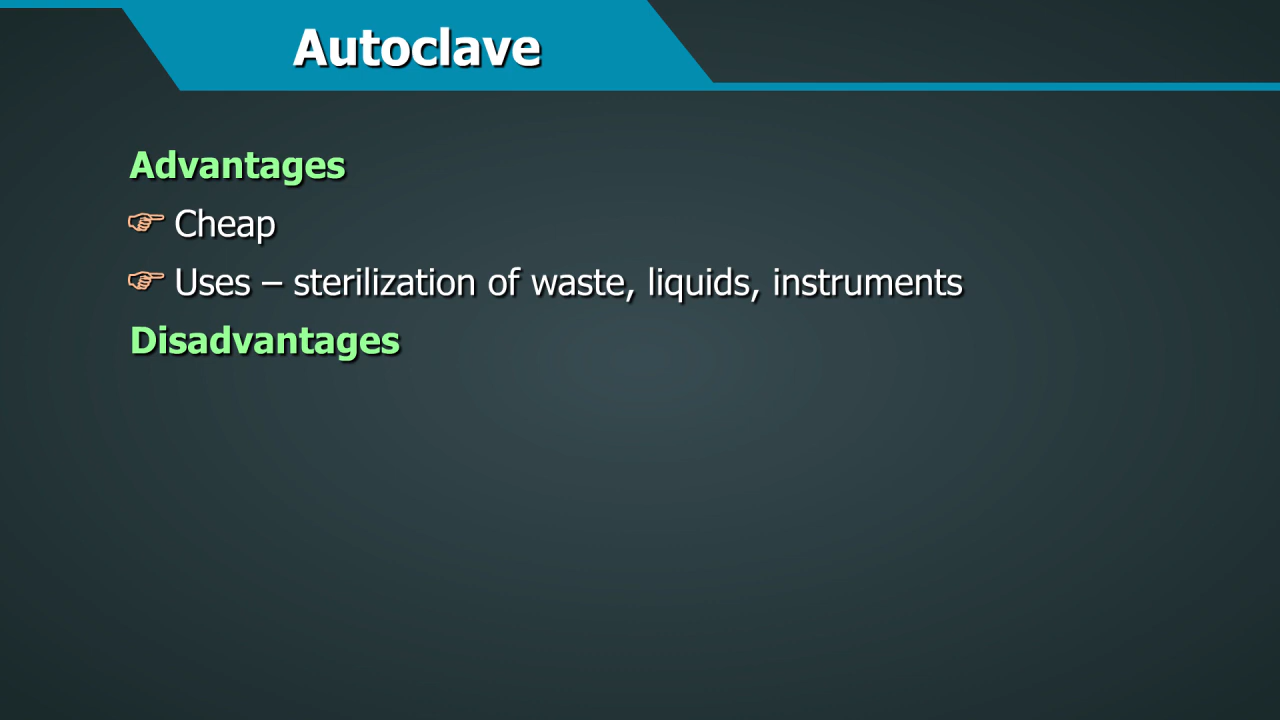 Autoclave
Advantages
☞ Cheap
☞ Uses – sterilization of waste, liquids, instruments
Disadvantages